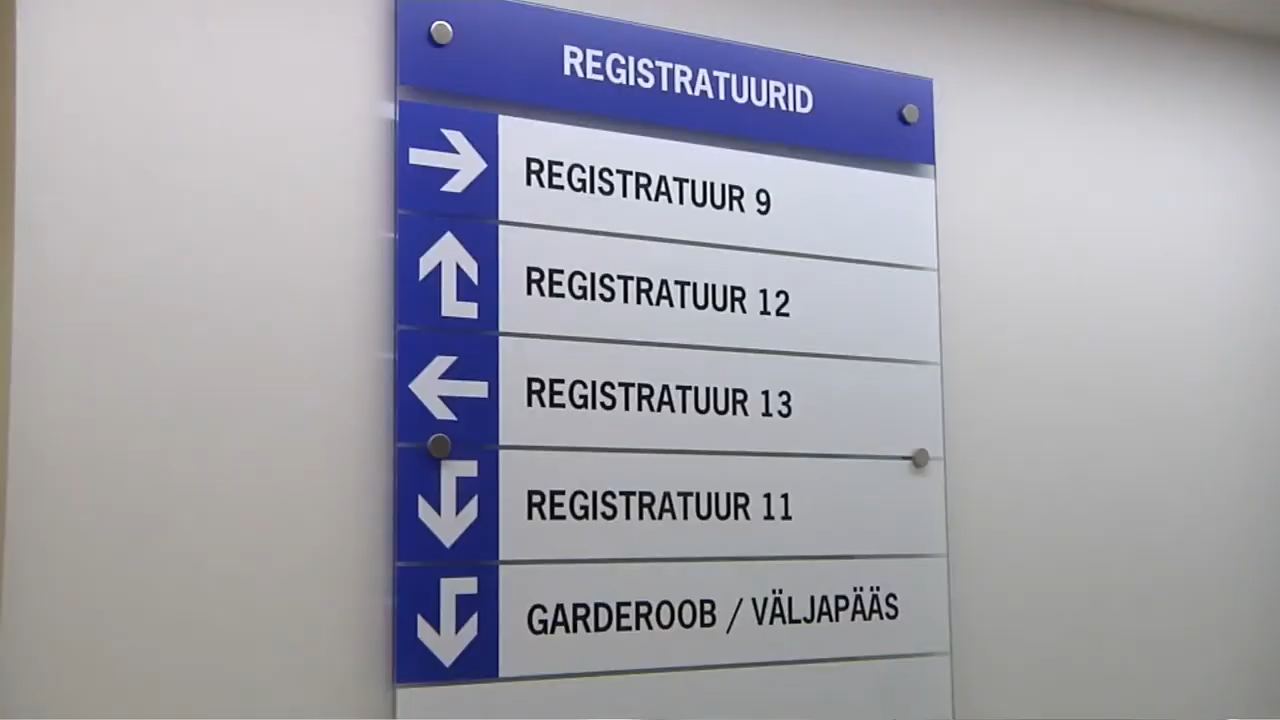 REGISTRATUURID
REGISTRATUUR 9
REGISTRATUUR 12
REGISTRATUUR 13
REGISTRATUUR 11
GARDEROOB / VÄLJAPÄÄS